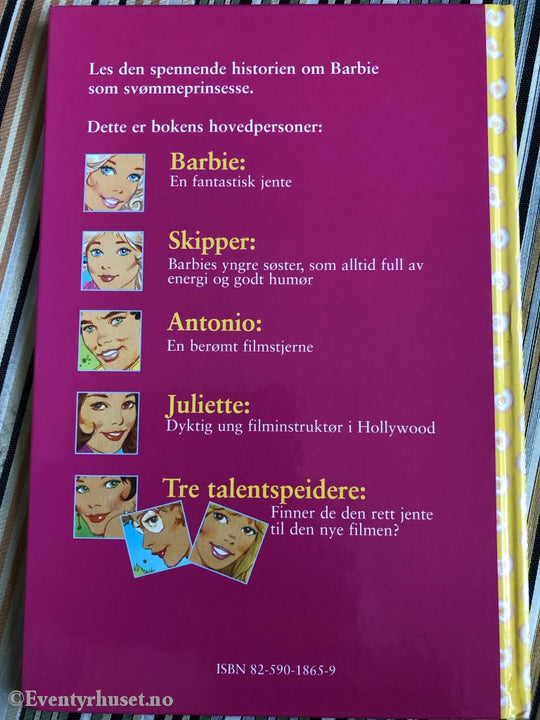 Les den spennende historien om Barbie
som svømmeprinsesse.
Dette er bokens hovedpersoner:
Barbie:
En fantastisk jente
Skipper:
Barbies yngre søster, som alltid full av
energi og godt humør
Antonio:
En berømt filmstjerne
Juliette:
Dyktig ung filminstruktør i Hollywood
Tre talentspeidere:
Finner de den rett jente
til den nye filmen?
ISBN 82-590-1865-9
©Eventyrhuset.no